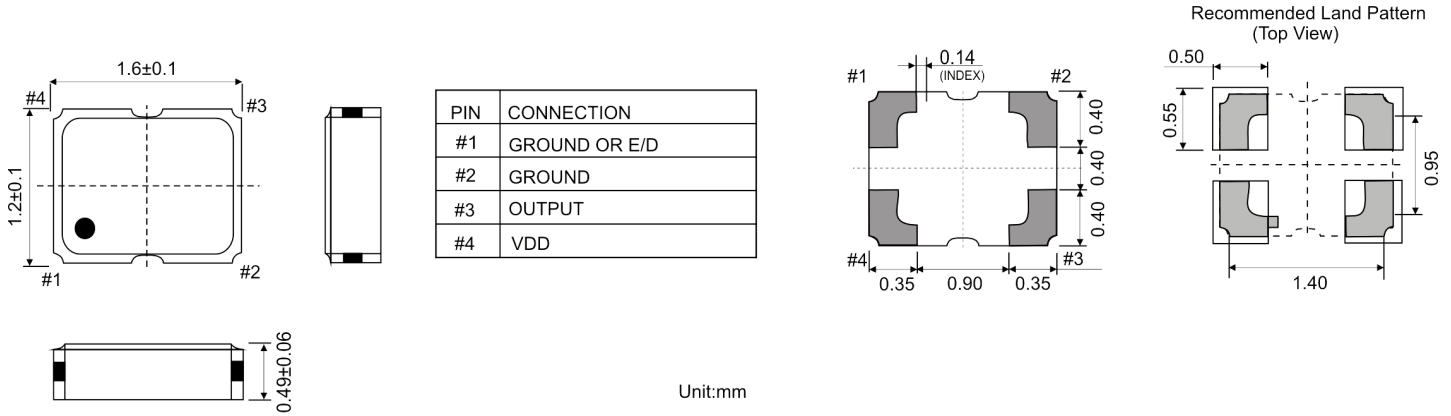 1.6±0.1
#4
#3
1.2±0.1
#1
#2
0.49±0.06
PIN CONNECTION
#1 GROUND OR E/D
#2 GROUND
#3 OUTPUT
#4 VDD
Unit:mm
#1
0.14
(INDEX)
#2
0.40
0.40
0.40
#4
#3
0.35
0.90
0.35
Recommended Land Pattern
(Top View)
0.50
0.55
0.95
1.40